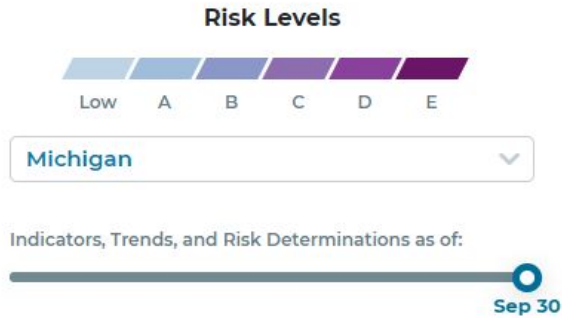 Risk Levels
Low A B C D E
Michigan
Indicators, Trends, and Risk Determinations as of:
Sep 30